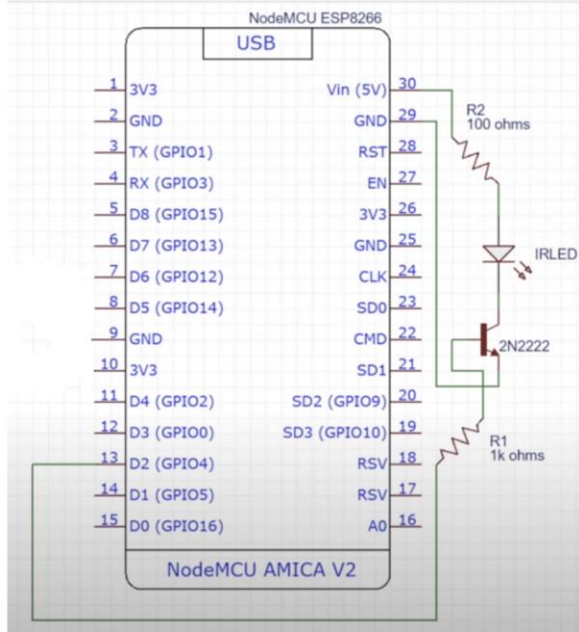 NodeMCU ESP8266
USB
1 3V3
2 GND
3 TX (GPIO1)
4 RX (GPIO3)
5 D8 (GPIO15)
6 D7 (GPIO13)
7 D6 (GPIO12)
8 D5 (GPIO14)
9 GND
10 3V3
11 D4 (GPIO2)
12 D3 (GPIO0)
13 D2 (GPIO4)
14 D1 (GPIO5)
15 D0 (GPIO16)
Vin (5V) 30
GND 29
RST 28
EN 27
3V3 26
GND 25
CLK 24
SD0 23
CMD 22
SD1 21
SD2 (GPIO9) 20
SD3 (GPIO10) 19
RSV 18
RSV 17
A0 16
NodeMCU AMICA V2
R2
100 ohms
IRLED
2N2222
R1
1k ohms